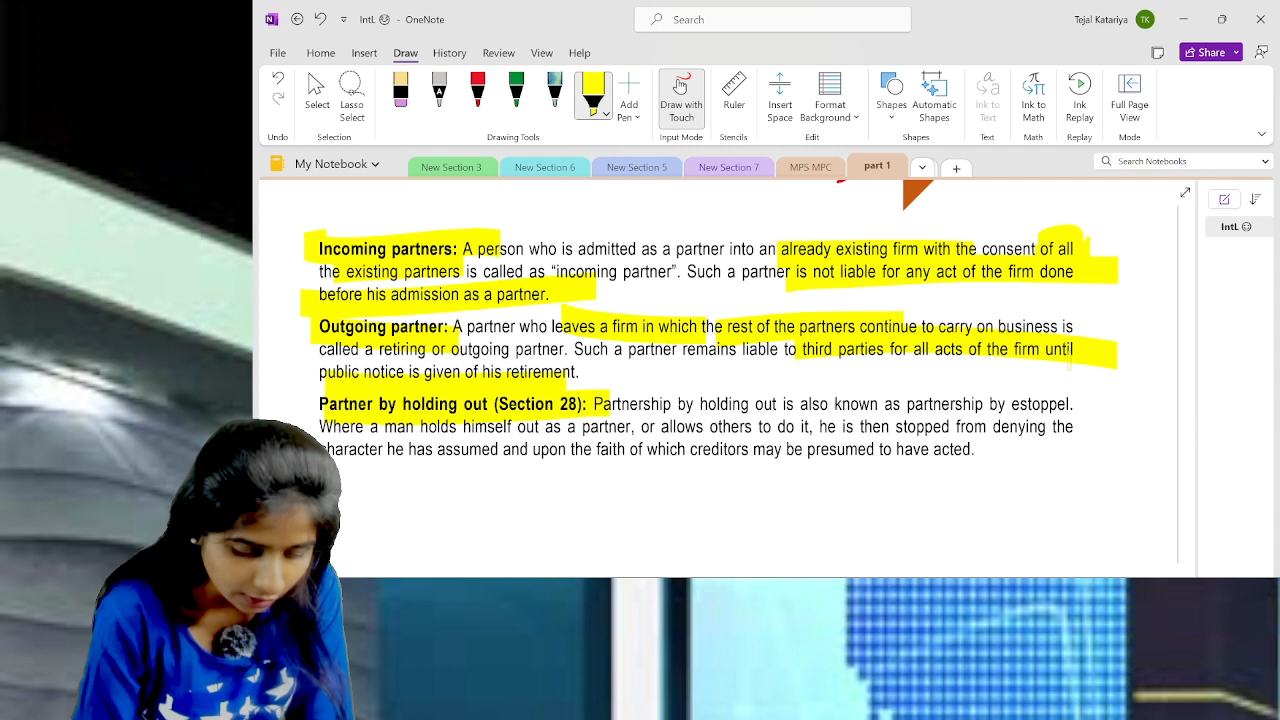 IntL ☺ - OneNote
Search
Tejal Katariya
TK
File Home Insert Draw History Review View Help
Share
Select
Lasso Select
Add Pen
Draw with Touch
Ruler
Insert Space
Format Background
Shapes
Automatic Shapes
Ink to Text
Ink to Math
Ink Replay
Full Page View
Undo Selection Drawing Tools Input Mode Stencils Edit Shapes Text Math Replay Mode
My Notebook
New Section 3 New Section 6 New Section 5 New Section 7 MPS MPC part 1
Search Notebooks
IntL ☺
Incoming partners: A person who is admitted as a partner into an already existing firm with the consent of all
the existing partners is called as “incoming partner”. Such a partner is not liable for any act of the firm done
before his admission as a partner.
Outgoing partner: A partner who leaves a firm in which the rest of the partners continue to carry on business is
called a retiring or outgoing partner. Such a partner remains liable to third parties for all acts of the firm until
public notice is given of his retirement.
Partner by holding out (Section 28): Partnership by holding out is also known as partnership by estoppel.
Where a man holds himself out as a partner, or allows others to do it, he is then stopped from denying the
character he has assumed and upon the faith of which creditors may be presumed to have acted.